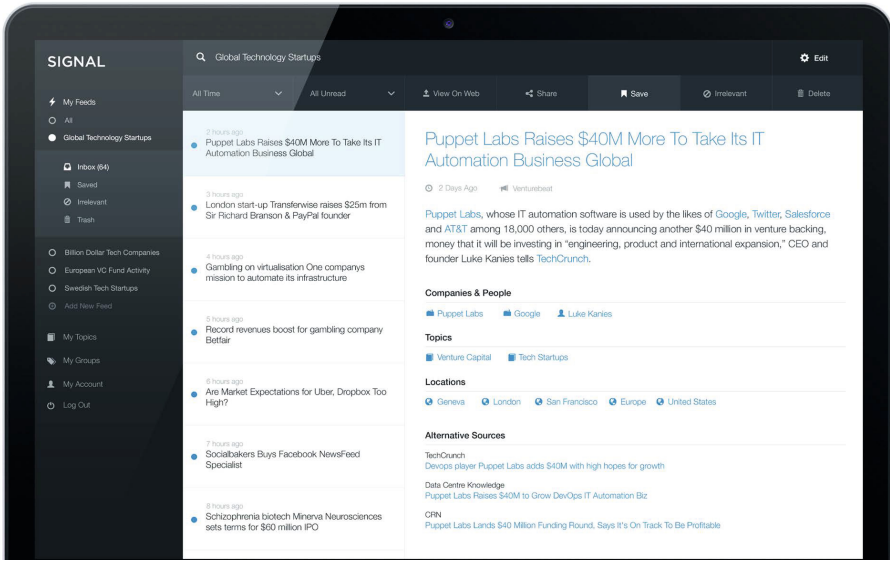 SIGNAL
My Feeds
All
Global Technology Startups
Inbox (64)
Saved
Irrelevant
Trash
Billion Dollar Tech Companies
European VC Fund Activity
Swedish Tech Startups
Add New Feed
My Topics
My Groups
My Account
Log Out
Global Technology Startups
Edit
All Time
All Unread
View On Web
Share
Save
Irrelevant
Delete
2 hours ago
Puppet Labs Raises $40M More To Take Its IT
Automation Business Global
3 hours ago
London start-up Transferwise raises $25m from
Sir Richard Branson & PayPal founder
4 hours ago
Gambling on virtualisation One companys
mission to automate its infrastructure
5 hours ago
Record revenues boost for gambling company
Betfair
6 hours ago
Are Market Expectations for Uber, Dropbox Too
High?
7 hours ago
Socialbakers Buys Facebook NewsFeed
Specialist
8 hours ago
Schizophrenia biotech Minerva Neurosciences
sets terms for $60 million IPO
Puppet Labs Raises $40M More To Take Its IT
Automation Business Global
2 Days Ago
Venturebeat
Puppet Labs, whose IT automation software is used by the likes of Google, Twitter, Salesforce
and AT&T among 18,000 others, is today announcing another $40 million in venture backing,
money that it will be investing in “engineering, product and international expansion,” CEO and
founder Luke Kanies tells TechCrunch.
Companies & People
Puppet Labs
Google
Luke Kanies
Topics
Venture Capital
Tech Startups
Locations
Geneva
London
San Francisco
Europe
United States
Alternative Sources
TechCrunch
Devops player Puppet Labs adds $40M with high hopes for growth
Data Centre Knowledge
Puppet Labs Raises $40M to Grow DevOps IT Automation Biz
CRN
Puppet Labs Lands $40 Million Funding Round, Says It's On Track To Be Profitable